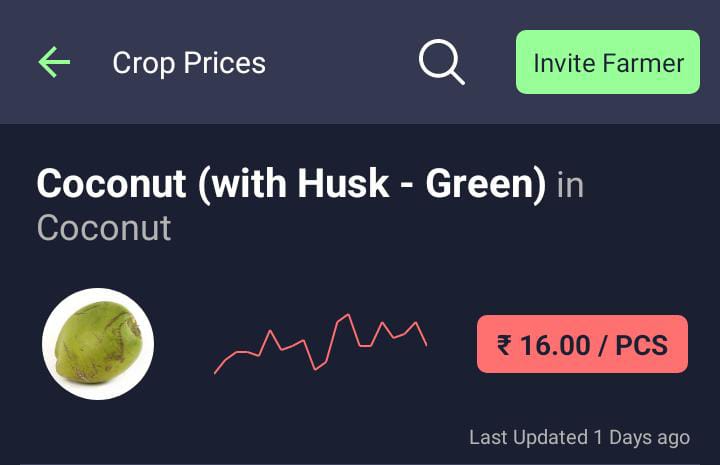 Crop Prices
Invite Farmer
Coconut (with Husk - Green) in
Coconut
₹ 16.00 / PCS
Last Updated 1 Days ago